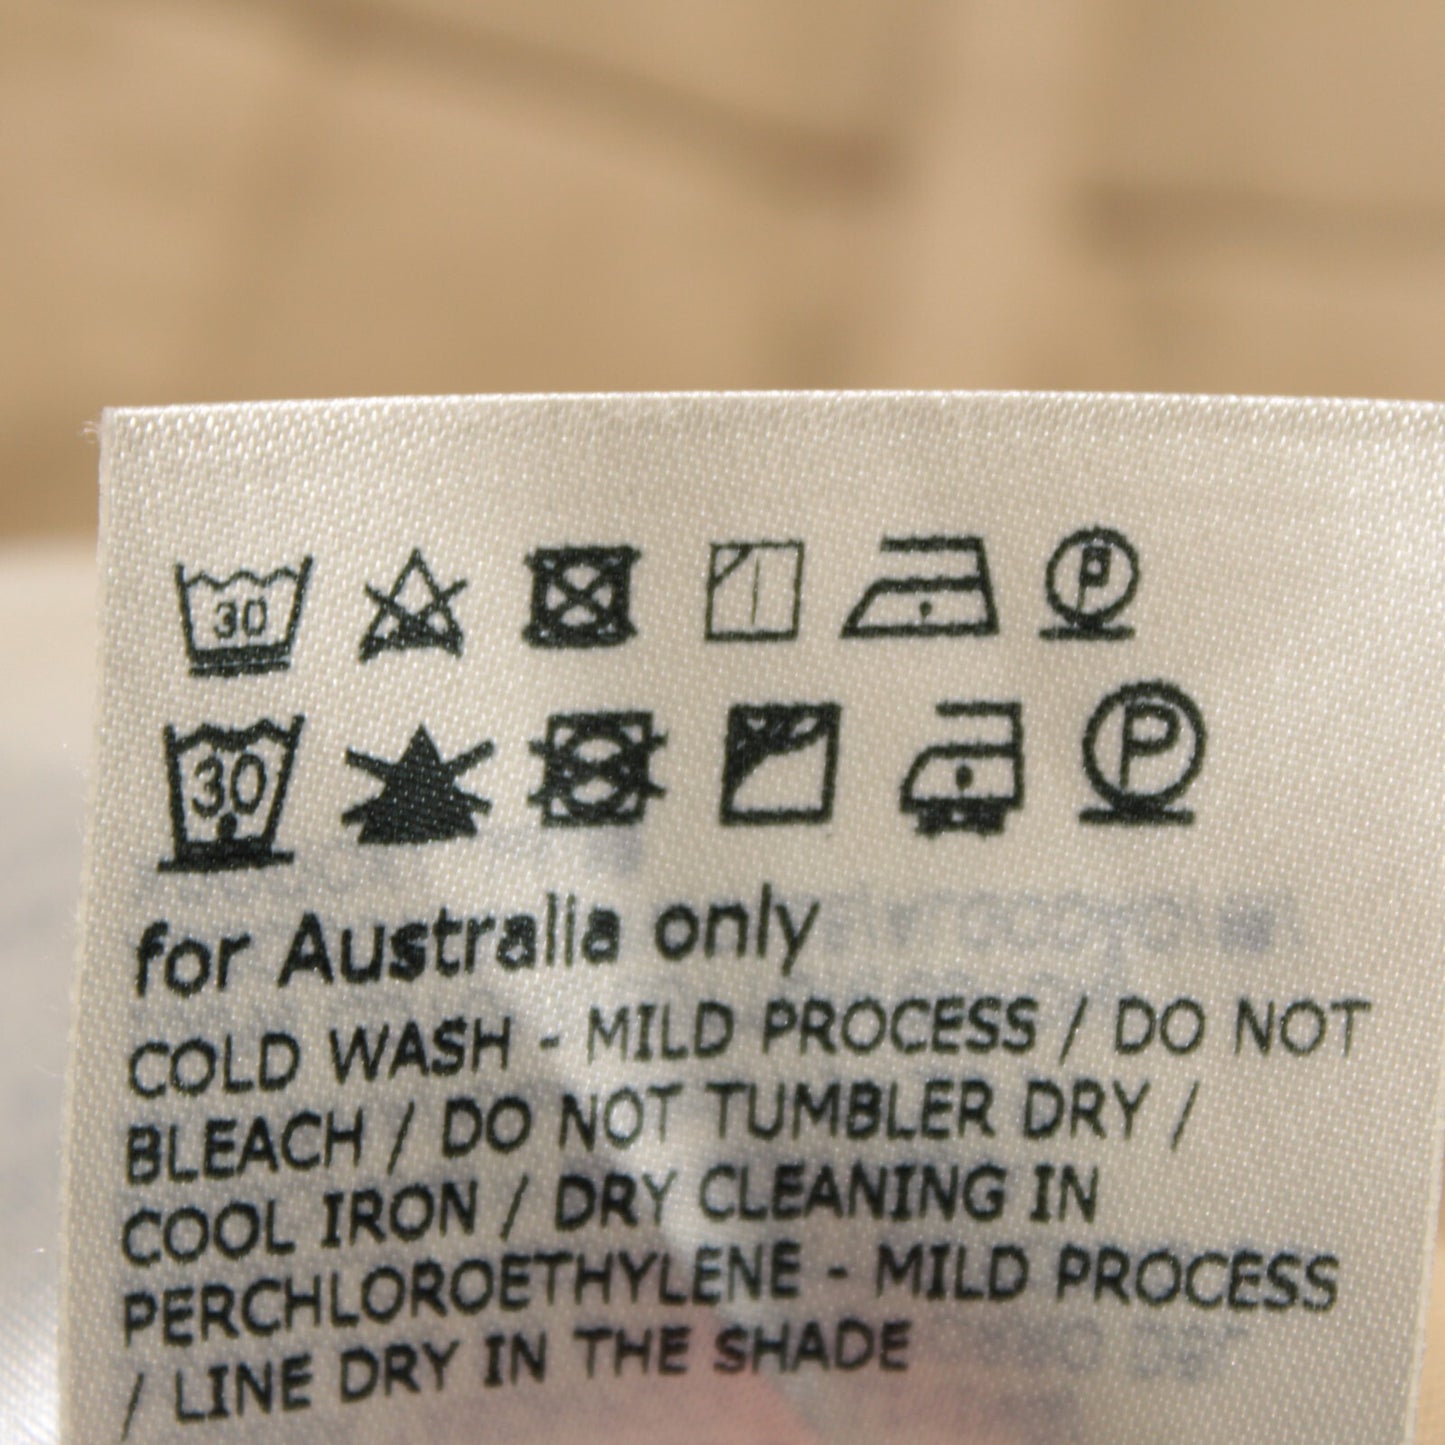 30 P
30 P
for Australia only
COLD WASH - MILD PROCESS / DO NOT
BLEACH / DO NOT TUMBLER DRY /
COOL IRON / DRY CLEANING IN
PERCHLOROETHYLENE - MILD PROCESS
/ LINE DRY IN THE SHADE